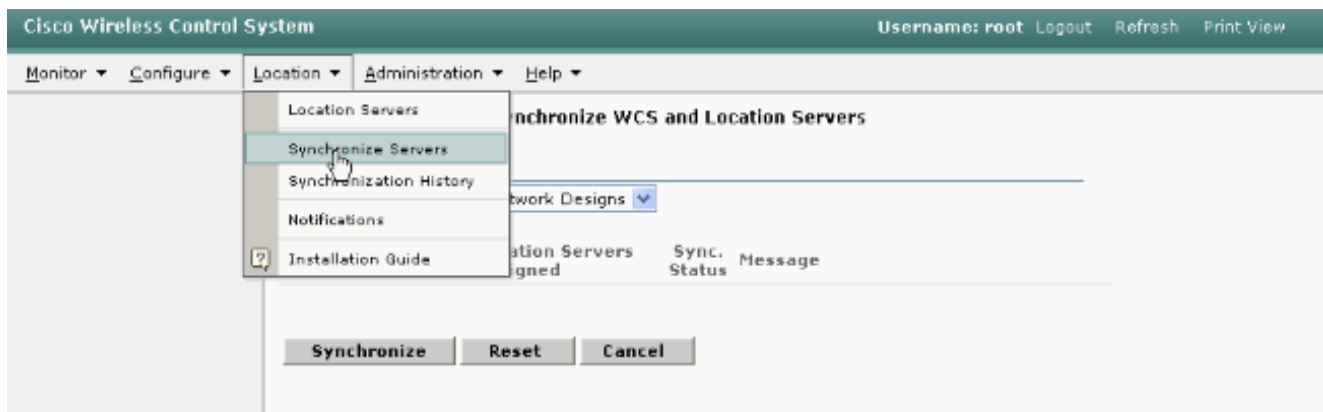 Cisco Wireless Control System
Username: root Logout Refresh Print View
Monitor Configure Location Administration Help
Location Servers
nchronize WCS and Location Servers
Synchronize Servers
Synchronization History
twork Designs
Notifications
ation Servers Sync. Message
igned Status
Installation Guide
Synchronize Reset Cancel